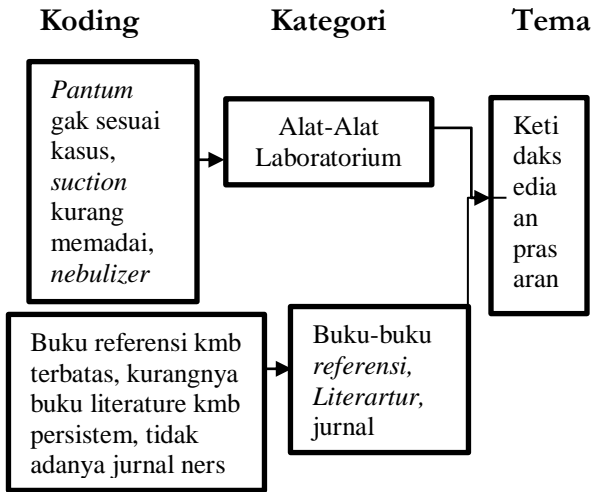 Koding Kategori Tema
Pantum
gak sesuai
kasus,
suction
kurang
memadai,
nebulizer
Alat-Alat
Laboratorium
Keti
daks
edia
an
pras
aran
Buku referensi kmb
terbatas, kurangnya
buku literature kmb
persistem, tidak
adanya jurnal ners
Buku-buku
referensi,
Literartur,
jurnal